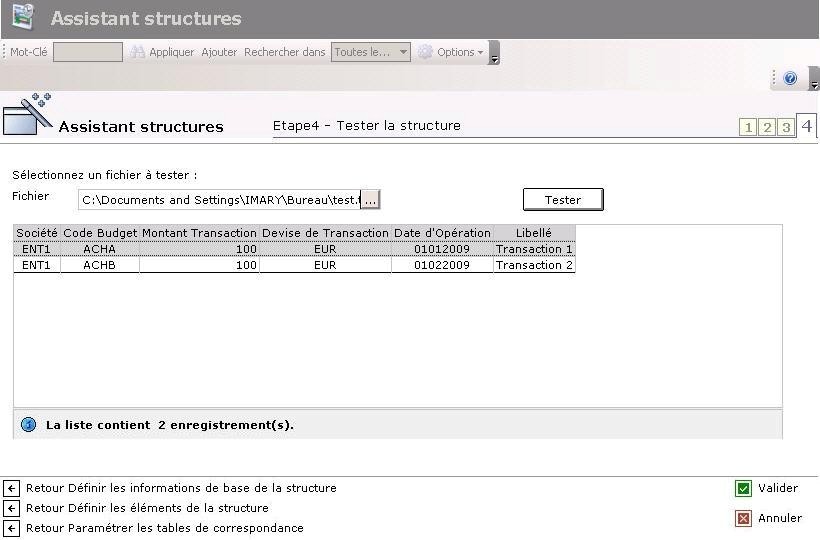 Assistant structures
Mot-Clé Appliquer Ajouter Rechercher dans Toutes le... Options
Assistant structures Etape4 - Tester la structure 1 2 3 4
Sélectionnez un fichier à tester :
Fichier C:\Documents and Settings\IMARY\Bureau\test. ... Tester
Société Code Budget Montant Transaction Devise de Transaction Date d'Opération Libellé
ENT1 ACHA 100 EUR 01012009 Transaction 1
ENT1 ACHB 100 EUR 01022009 Transaction 2
La liste contient 2 enregistrement(s).
Retour Définir les informations de base de la structure Valider
Retour Définir les éléments de la structure
Retour Paramétrer les tables de correspondance Annuler